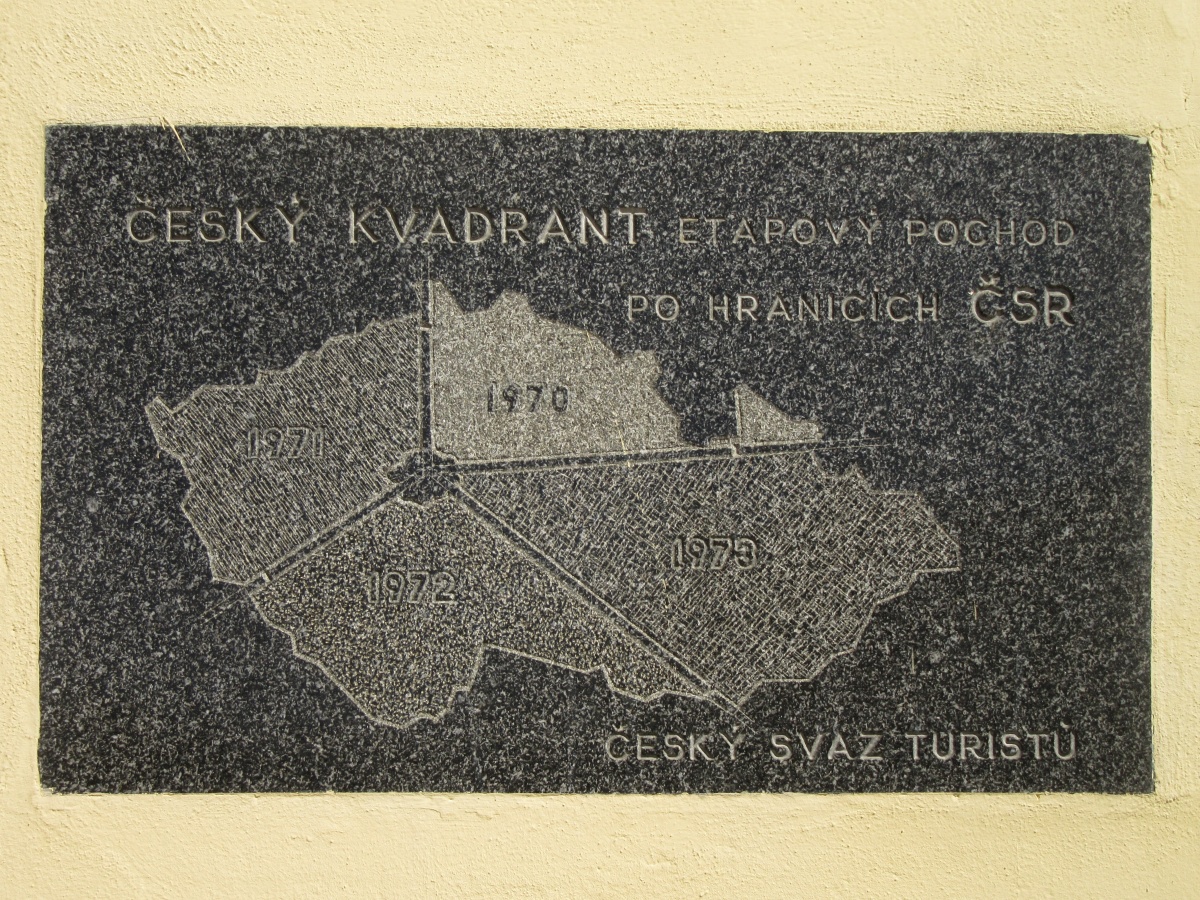 ČESKÝ KVADRANT ETAPOVÝ POCHOD
PO HRANICÍCH ČSR
1970
1971
1973
1972
ČESKÝ SVAZ TURISTŮ